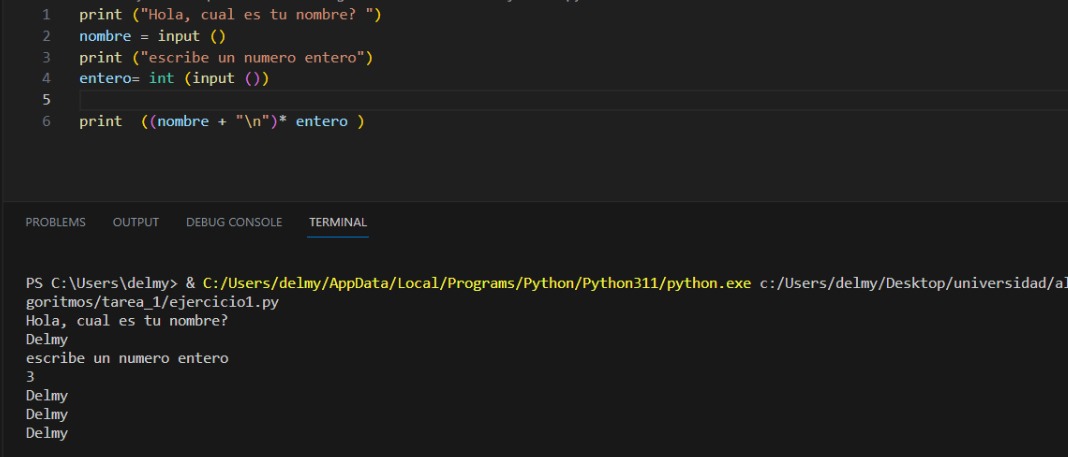 1 print ("Hola, cual es tu nombre? ")
2 nombre = input ()
3 print ("escribe un numero entero")
4 entero= int (input ())
5
6 print  ((nombre + "\n")* entero )
PROBLEMS OUTPUT DEBUG CONSOLE TERMINAL
PS C:\Users\delmy> & C:/Users/delmy/AppData/Local/Programs/Python/Python311/python.exe c:/Users/delmy/Desktop/universidad/al
goritmos/tarea_1/ejercicio1.py
Hola, cual es tu nombre?
Delmy
escribe un numero entero
3
Delmy
Delmy
Delmy